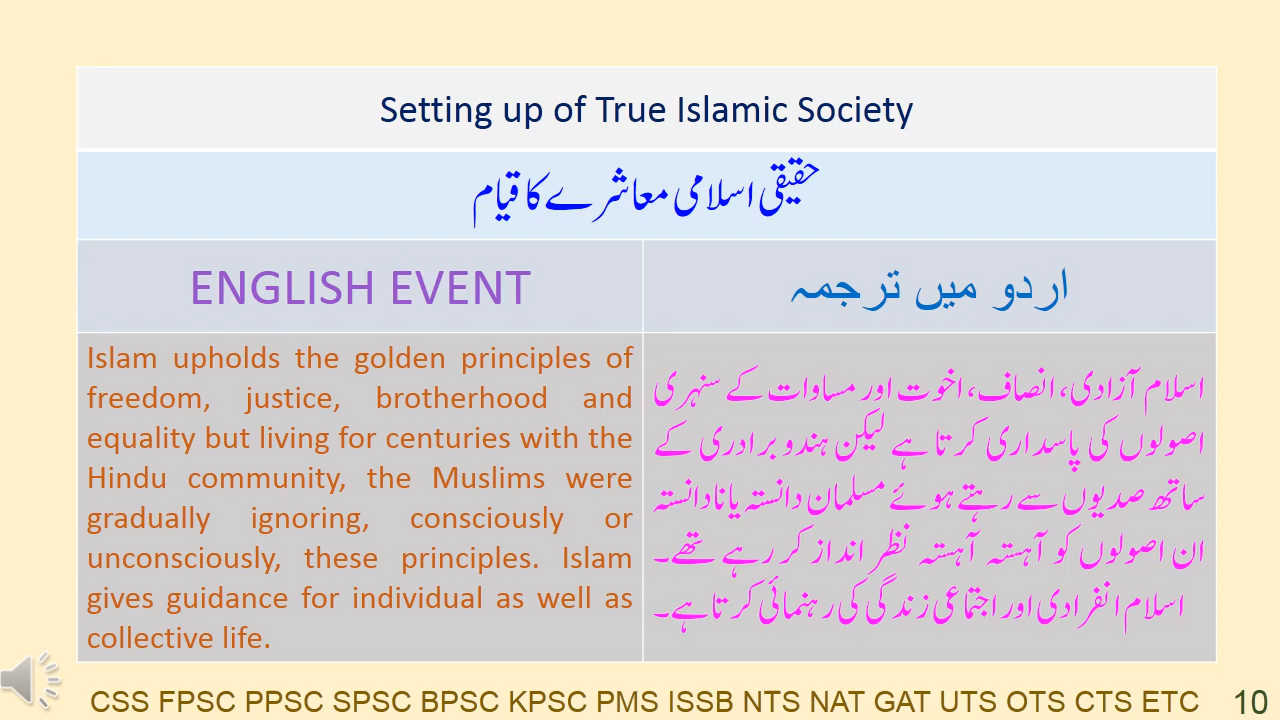 Setting up of True Islamic Society
حقیقی اسلامی معاشرے کا قیام
ENGLISH EVENT
اردو میں ترجمہ
Islam upholds the golden principles of
freedom, justice, brotherhood and
equality but living for centuries with the
Hindu community, the Muslims were
gradually ignoring, consciously or
unconsciously, these principles. Islam
gives guidance for individual as well as
collective life.
اسلام آزادی، انصاف، اخوت اور مساوات کے سنہری
اصولوں کی پاسداری کرتا ہے لیکن ہندو برادری کے
ساتھ صدیوں سے رہتے ہوئے مسلمان دانستہ یا نادانستہ
ان اصولوں کو آہستہ آہستہ نظر انداز کر رہے تھے۔
اسلام انفرادی اور اجتماعی زندگی کی رہنمائی کرتا ہے۔
CSS FPSC PPSC SPSC BPSC KPSC PMS ISSB NTS NAT GAT UTS OTS CTS ETC
10